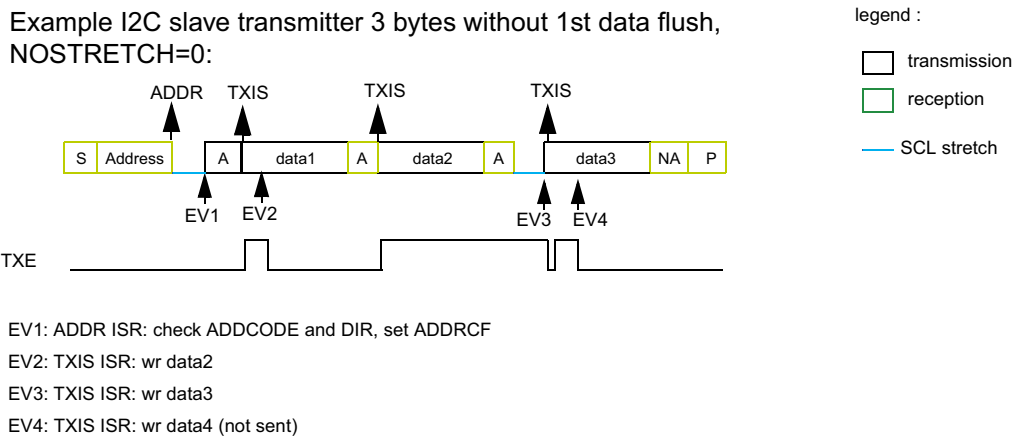 Example I2C slave transmitter 3 bytes without 1st data flush,
NOSTRETCH=0:
legend :
transmission
reception
SCL stretch
ADDR TXIS TXIS TXIS
S Address A data1 A data2 A data3 NA P
EV1 EV2 EV3 EV4
TXE
EV1: ADDR ISR: check ADDCODE and DIR, set ADDRCF
EV2: TXIS ISR: wr data2
EV3: TXIS ISR: wr data3
EV4: TXIS ISR: wr data4 (not sent)